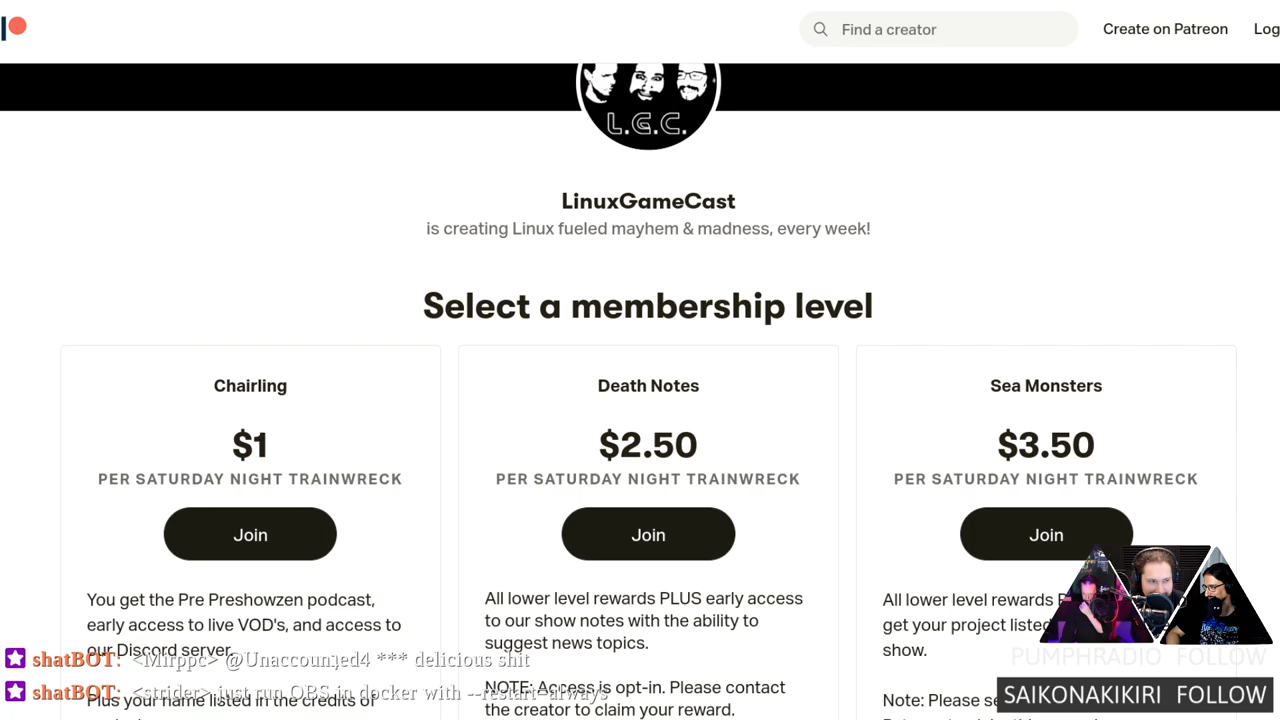 Find a creator
Create on Patreon
Log
L.G.C.
LinuxGameCast
is creating Linux fueled mayhem & madness, every week!
Select a membership level
Chairling
$1
PER SATURDAY NIGHT TRAINWRECK
Join
You get the Pre Preshowzen podcast,
early access to live VOD's, and access to
our Discord server.
Plus your name listed in the credits of
Death Notes
$2.50
PER SATURDAY NIGHT TRAINWRECK
Join
All lower level rewards PLUS early access
to our show notes with the ability to
suggest news topics.
NOTE: Access is opt-in. Please contact
the creator to claim your reward.
Sea Monsters
$3.50
PER SATURDAY NIGHT TRAINWRECK
Join
All lower level rewards
get your project liste
show.
Note: Please
shatBOT: <Mirppc> @Unaccounted4 *** delicious shit
shatBOT: <strider> just run OBS in docker with --restart=always
PUMPHRADIO FOLLOW
SAIKONAKIKIRI FOLLOW